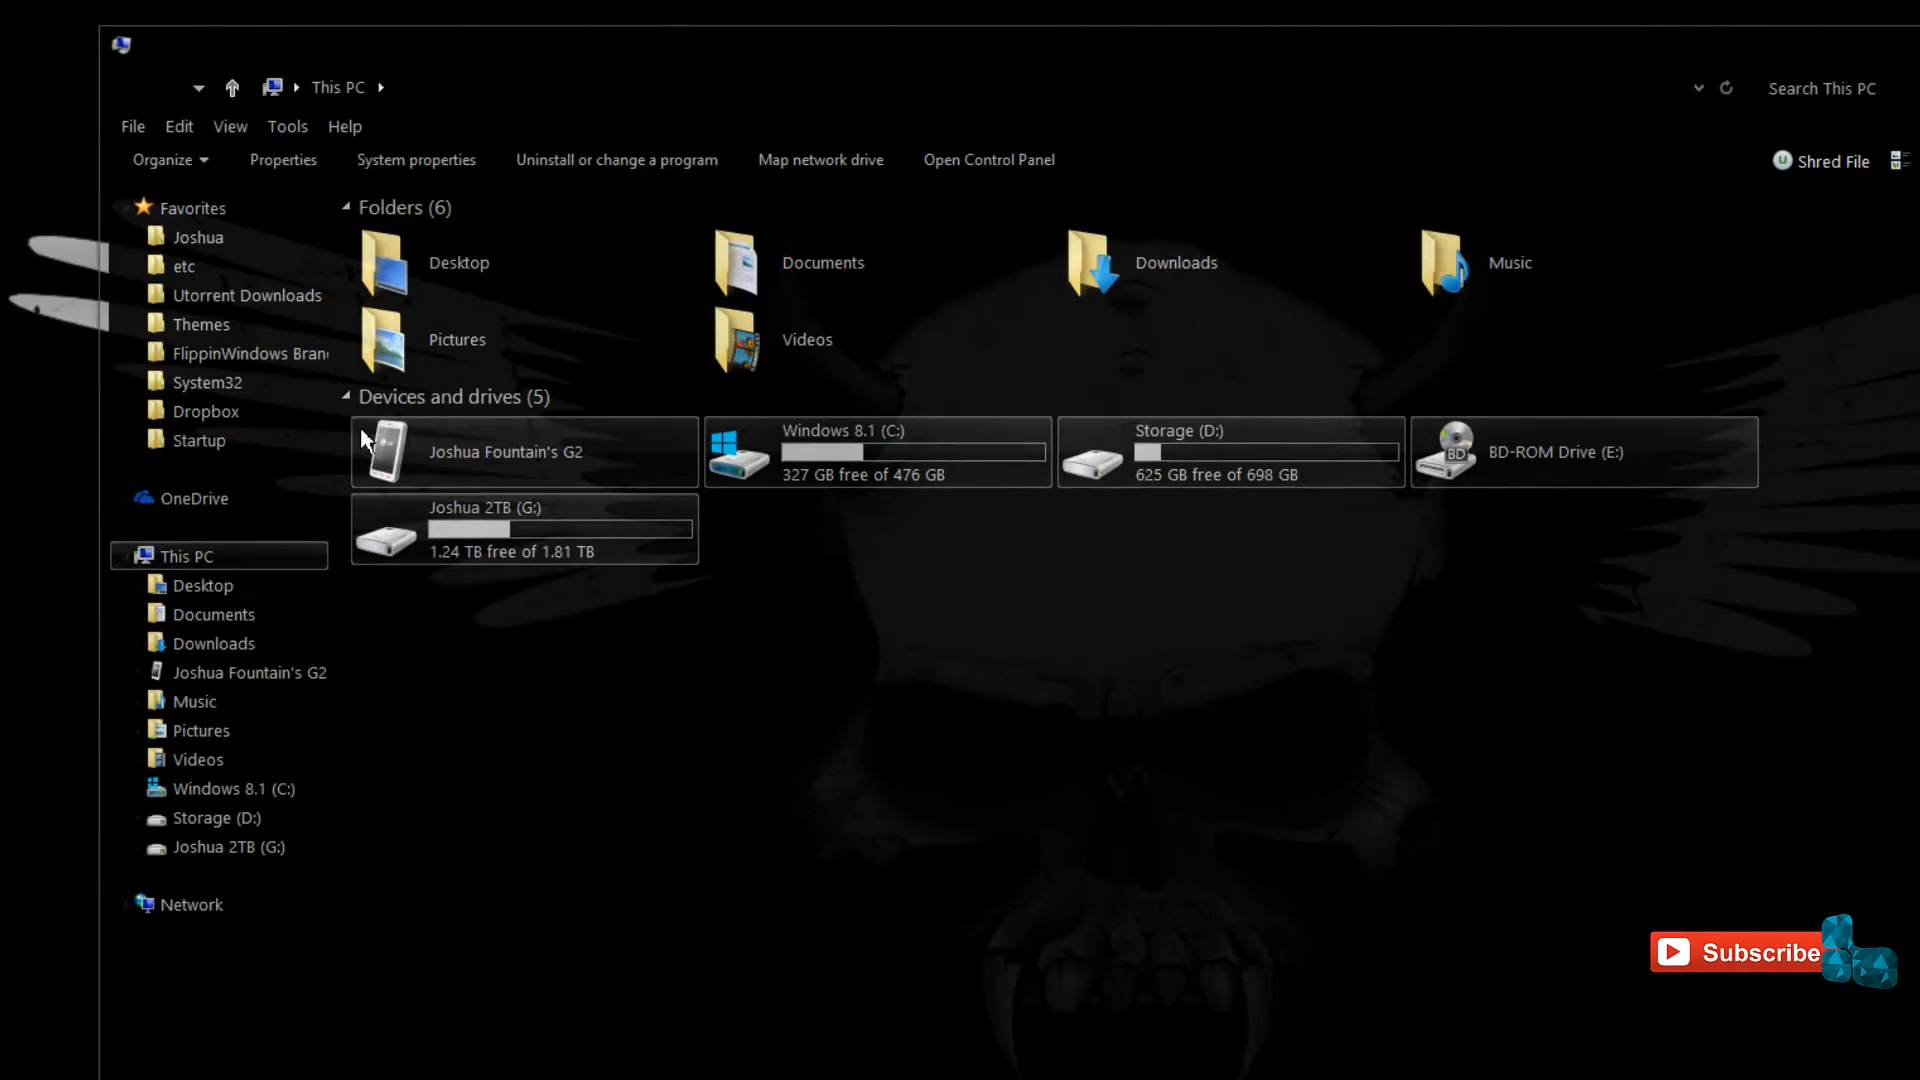 This PC
Search This PC
File Edit View Tools Help
Organize Properties System properties Uninstall or change a program Map network drive Open Control Panel Shred File
Favorites
Joshua
etc
Utorrent Downloads
Themes
FlippinWindows Bran
System32
Dropbox
Startup
OneDrive
This PC
Desktop
Documents
Downloads
Joshua Fountain's G2
Music
Pictures
Videos
Windows 8.1 (C:)
Storage (D:)
Joshua 2TB (G:)
Network
Folders (6)
Desktop
Documents
Downloads
Music
Pictures
Videos
Devices and drives (5)
Joshua Fountain's G2
Windows 8.1 (C:)
327 GB free of 476 GB
Storage (D:)
625 GB free of 698 GB
BD
BD-ROM Drive (E:)
Joshua 2TB (G:)
1.24 TB free of 1.81 TB
Subscribe